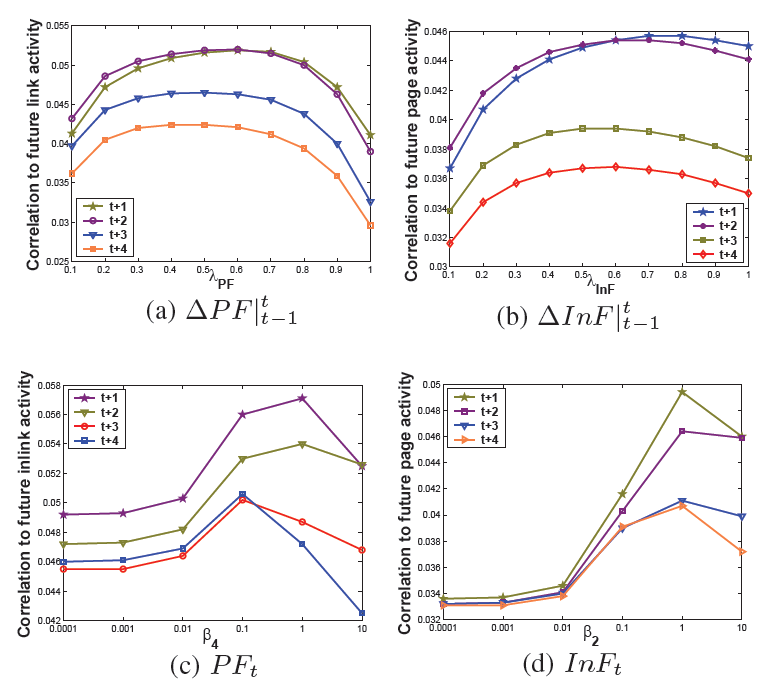 Correlation to future link activity
0.055
0.05
0.045
0.04
0.035
0.03
0.025
t+1
t+2
t+3
t+4
0.1 0.2 0.3 0.4 0.5 0.6 0.7 0.8 0.9 1
λPF
(a) ΔPF|ᵗₜ₋₁
Correlation to future page activity
0.046
0.044
0.042
0.04
0.038
0.036
0.034
0.032
0.03
t+1
t+2
t+3
t+4
0.1 0.2 0.3 0.4 0.5 0.6 0.7 0.8 0.9 1
λInF
(b) ΔInF|ᵗₜ₋₁
Correlation to future inlink activity
0.058
0.056
0.054
0.052
0.05
0.048
0.046
0.044
0.042
t+1
t+2
t+3
t+4
0.0001 0.001 0.01 0.1 1 10
β4
(c) PFₜ
Correlation to future page activity
0.05
0.048
0.046
0.044
0.042
0.04
0.038
0.036
0.034
0.032
t+1
t+2
t+3
t+4
0.0001 0.001 0.01 0.1 1 10
β2
(d) InFₜ